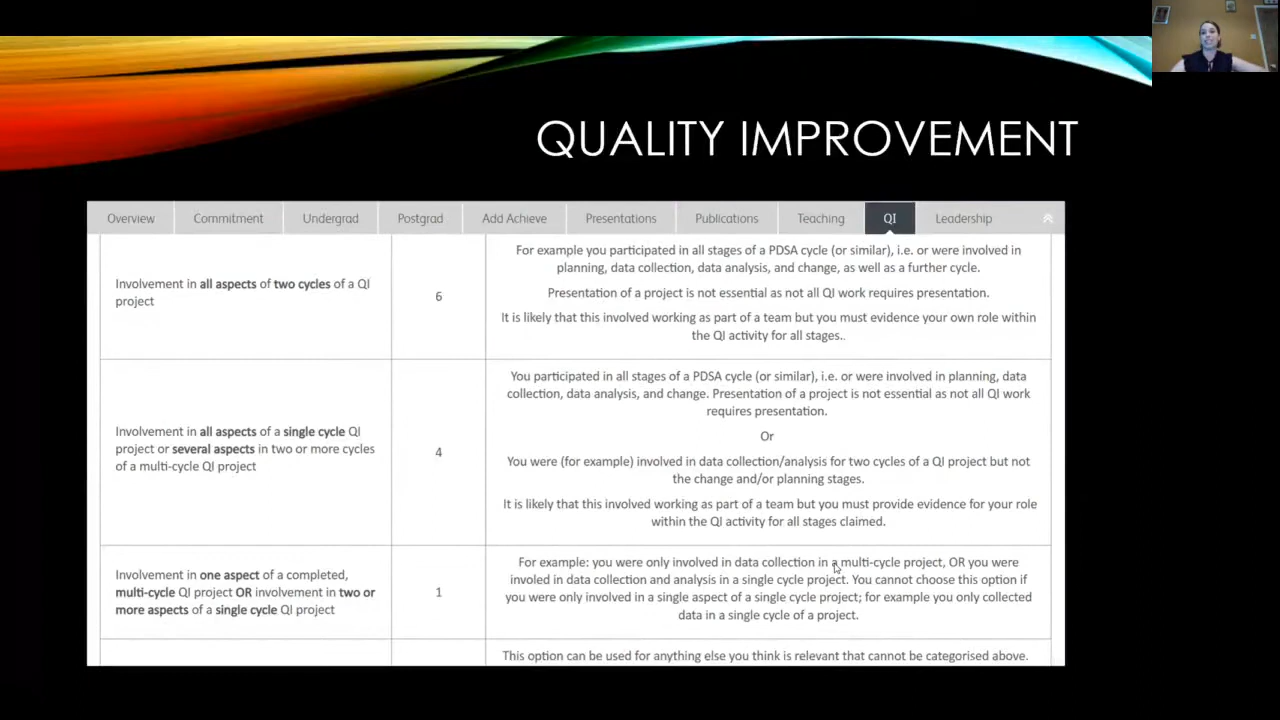 QUALITY IMPROVEMENT
Overview
Commitment
Undergrad
Postgrad
Add Achieve
Presentations
Publications
Teaching
QI
Leadership
Involvement in all aspects of two cycles of a QI
project
6
For example you participated in all stages of a PDSA cycle (or similar), i.e. or were involved in
planning, data collection, data analysis, and change, as well as a further cycle.
Presentation of a project is not essential as not all QI work requires presentation.
It is likely that this involved working as part of a team but you must evidence your own role within
the QI activity for all stages..
Involvement in all aspects of a single cycle QI
project or several aspects in two or more cycles
of a multi-cycle QI project
4
You participated in all stages of a PDSA cycle (or similar), i.e. or were involved in planning, data
collection, data analysis, and change. Presentation of a project is not essential as not all QI work
requires presentation.
Or
You were (for example) involved in data collection/analysis for two cycles of a QI project but not
the change and/or planning stages.
It is likely that this involved working as part of a team but you must provide evidence for your role
within the QI activity for all stages claimed.
Involvement in one aspect of a completed,
multi-cycle QI project OR involvement in two or
more aspects of a single cycle QI project
1
For example: you were only involved in data collection in a multi-cycle project, OR you were
involed in data collection and analysis in a single cycle project. You cannot choose this option if
you were only involved in a single aspect of a single cycle project; for example you only collected
data in a single cycle of a project.
This option can be used for anything else you think is relevant that cannot be categorised above.